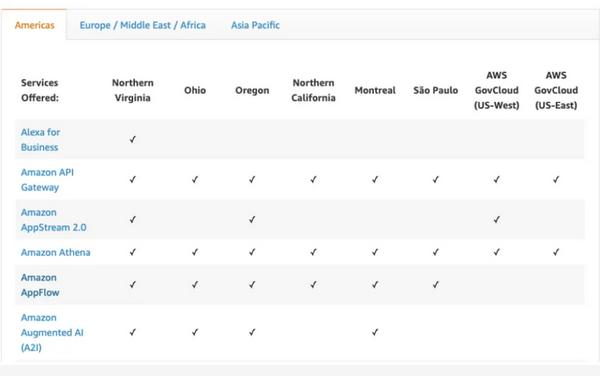 Americas Europe / Middle East / Africa Asia Pacific
Services Offered: Northern Virginia Ohio Oregon Northern California Montreal São Paulo AWS GovCloud (US-West) AWS GovCloud (US-East)
Alexa for Business ✓
Amazon API Gateway ✓ ✓ ✓ ✓ ✓ ✓ ✓ ✓
Amazon AppStream 2.0 ✓ ✓ ✓
Amazon Athena ✓ ✓ ✓ ✓ ✓ ✓ ✓ ✓
Amazon AppFlow ✓ ✓ ✓ ✓ ✓ ✓
Amazon Augmented AI (A2I) ✓ ✓ ✓ ✓